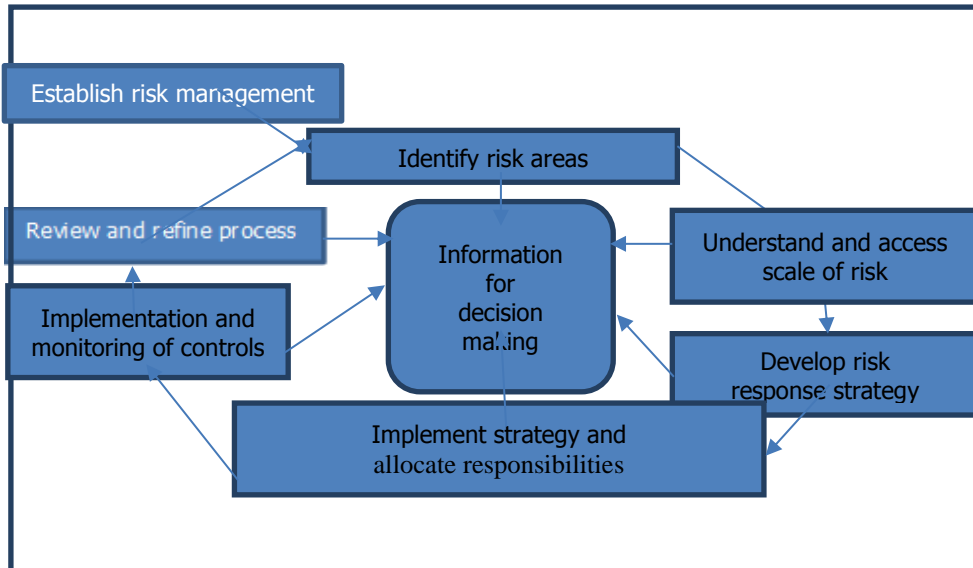 Establish risk management
Identify risk areas
Review and refine process
Information
for
decision
making
Understand and access
scale of risk
Implementation and
monitoring of controls
Develop risk
response strategy
Implement strategy and
allocate responsibilities